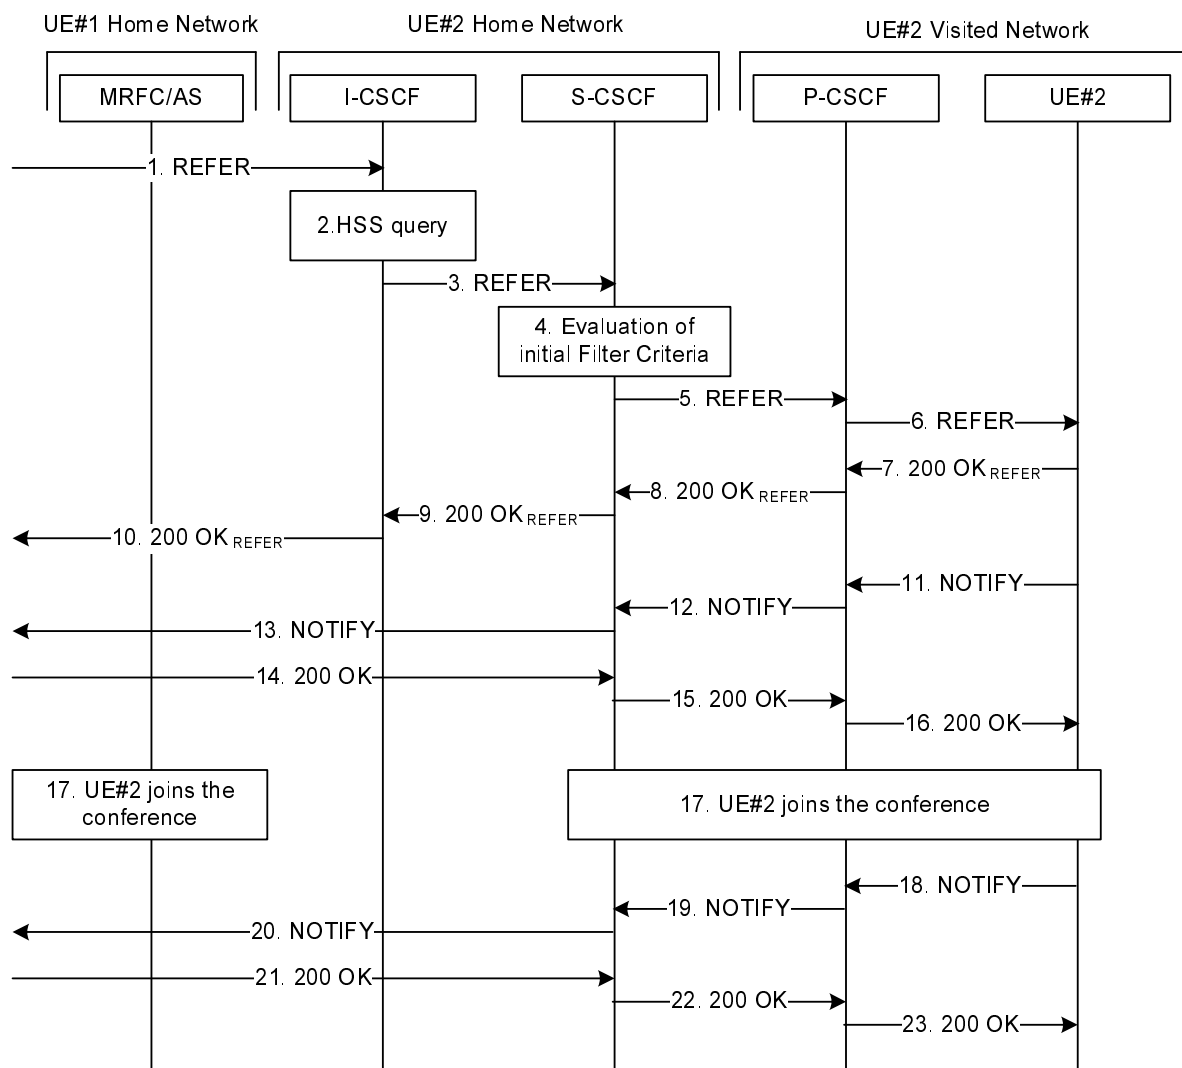 UE#1 Home Network
UE#2 Home Network
UE#2 Visited Network
MRFC/AS
I-CSCF
S-CSCF
P-CSCF
UE#2
1. REFER
2.HSS query
3. REFER
4. Evaluation of
initial Filter Criteria
5. REFER
6. REFER
7. 200 OK REFER
8. 200 OK REFER
9. 200 OK REFER
10. 200 OK REFER
11. NOTIFY
12. NOTIFY
13. NOTIFY
14. 200 OK
15. 200 OK
16. 200 OK
17. UE#2 joins the
conference
17. UE#2 joins the conference
18. NOTIFY
19. NOTIFY
20. NOTIFY
21. 200 OK
22. 200 OK
23. 200 OK